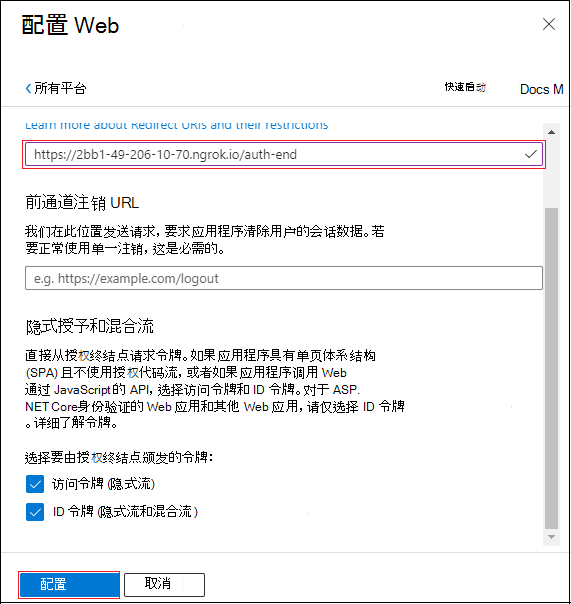 配置 Web
所有平台
快速启动
Docs M
Learn more about Redirect URIs and their restrictions
https://2bb1-49-206-10-70.ngrok.io/auth-end
前通道注销 URL
我们在此位置发送请求，要求应用程序清除用户的会话数据。若
要正常使用单一注销，这是必需的。
e.g. https://example.com/logout
隐式授予和混合流
直接从授权终结点请求令牌。如果应用程序具有单页体系结构
(SPA) 且不使用授权代码流，或者如果应用程序调用 Web
通过 JavaScript 的 API，选择访问令牌和 ID 令牌。对于 ASP.
NET Core身份验证的 Web 应用和其他 Web 应用，请仅选择 ID 令牌
。详细了解令牌。
选择要由授权终结点颁发的令牌：
访问令牌 (隐式流)
ID 令牌 (隐式流和混合流 )
配置
取消